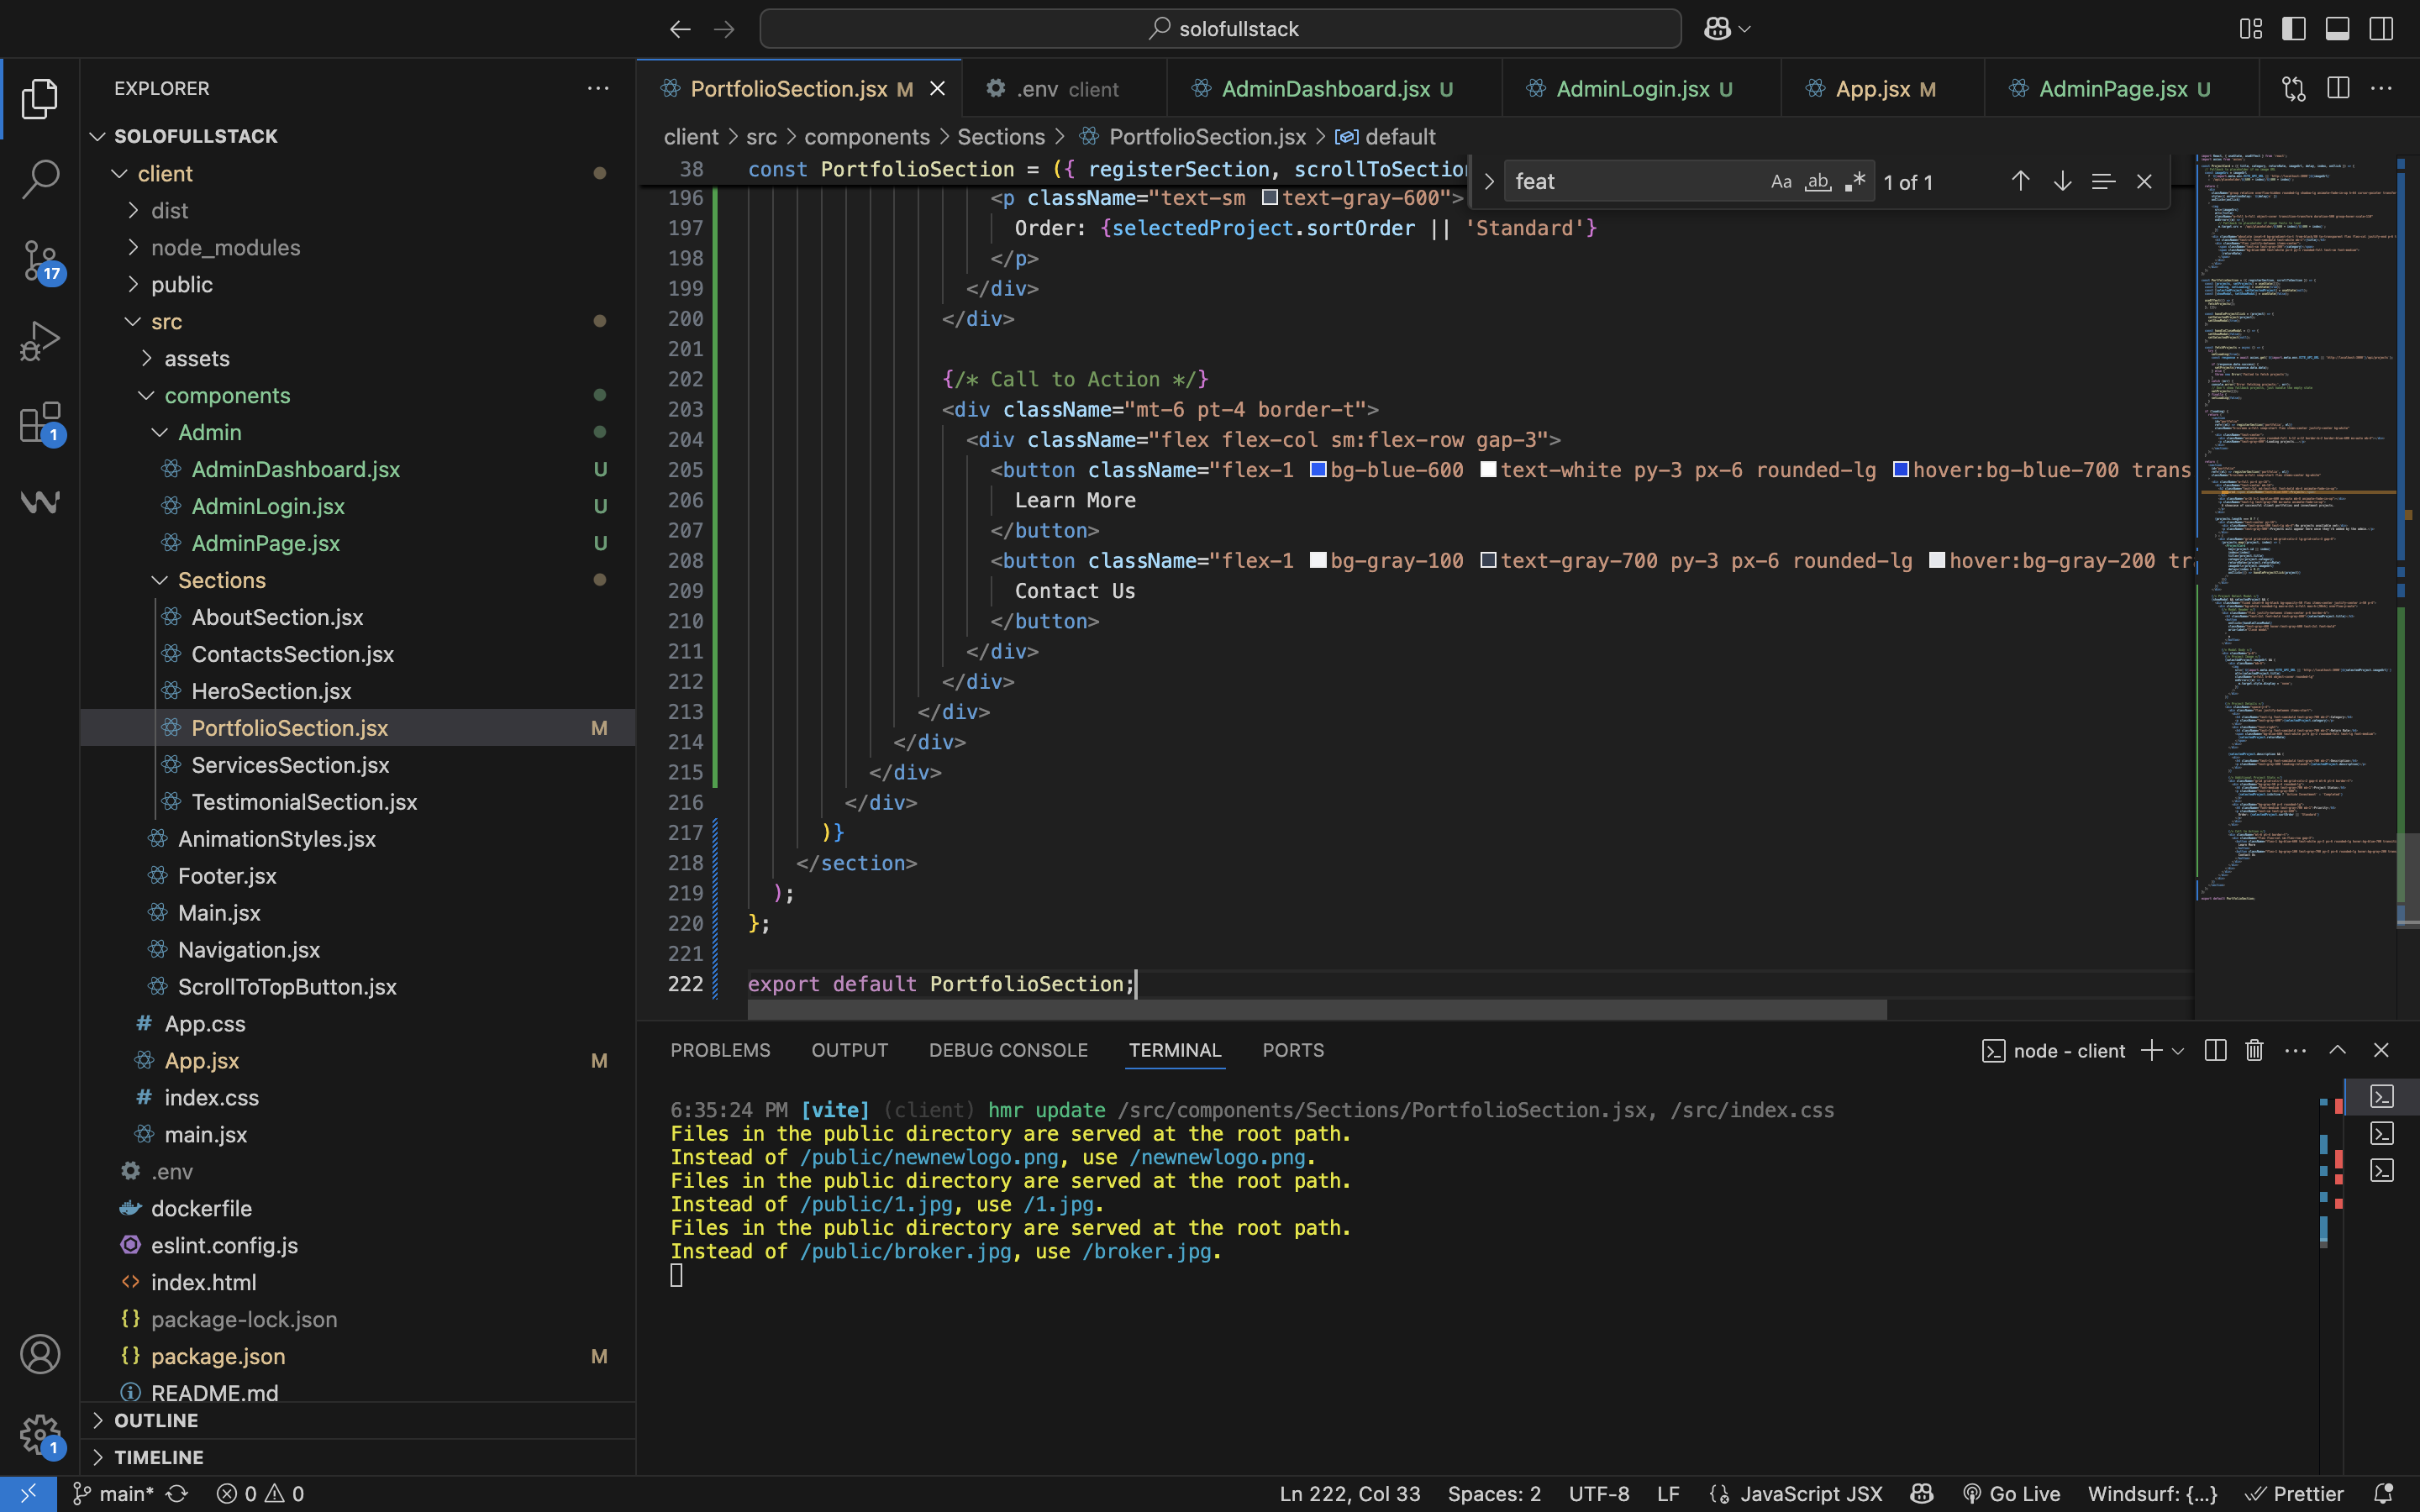 solofullstack
EXPLORER
SOLOFULLSTACK
client
dist
node_modules
public
src
assets
components
Admin
AdminDashboard.jsx U
AdminLogin.jsx U
AdminPage.jsx U
Sections
AboutSection.jsx
ContactsSection.jsx
HeroSection.jsx
PortfolioSection.jsx M
ServicesSection.jsx
TestimonialSection.jsx
AnimationStyles.jsx
Footer.jsx
Main.jsx
Navigation.jsx
ScrollToTopButton.jsx
# App.css
App.jsx M
# index.css
main.jsx
.env
dockerfile
eslint.config.js
<> index.html
{} package-lock.json
{} package.json M
README.md
OUTLINE
TIMELINE
17
1
1
PortfolioSection.jsx M
.env client
AdminDashboard.jsx U
AdminLogin.jsx U
App.jsx M
AdminPage.jsx U
client > src > components > Sections > PortfolioSection.jsx > default
feat Aa ab .* 1 of 1
38 const PortfolioSection = ({ registerSection, scrollToSectio
196 <p className="text-sm text-gray-600">
197 Order: {selectedProject.sortOrder || 'Standard'}
198 </p>
199 </div>
200 </div>
201
202 {/* Call to Action */}
203 <div className="mt-6 pt-4 border-t">
204 <div className="flex flex-col sm:flex-row gap-3">
205 <button className="flex-1 bg-blue-600 text-white py-3 px-6 rounded-lg hover:bg-blue-700 trans
206 Learn More
207 </button>
208 <button className="flex-1 bg-gray-100 text-gray-700 py-3 px-6 rounded-lg hover:bg-gray-200 tr
209 Contact Us
210 </button>
211 </div>
212 </div>
213 </div>
214 </div>
215 </div>
216 </div>
217 )}
218 </section>
219 );
220 };
221
222 export default PortfolioSection;
PROBLEMS OUTPUT DEBUG CONSOLE TERMINAL PORTS
node - client
6:35:24 PM [vite] (client) hmr update /src/components/Sections/PortfolioSection.jsx, /src/index.css
Files in the public directory are served at the root path.
Instead of /public/newnewlogo.png, use /newnewlogo.png.
Files in the public directory are served at the root path.
Instead of /public/1.jpg, use /1.jpg.
Files in the public directory are served at the root path.
Instead of /public/broker.jpg, use /broker.jpg.
main* 0 0
Ln 222, Col 33 Spaces: 2 UTF-8 LF {} JavaScript JSX Go Live Windsurf: {...} Prettier